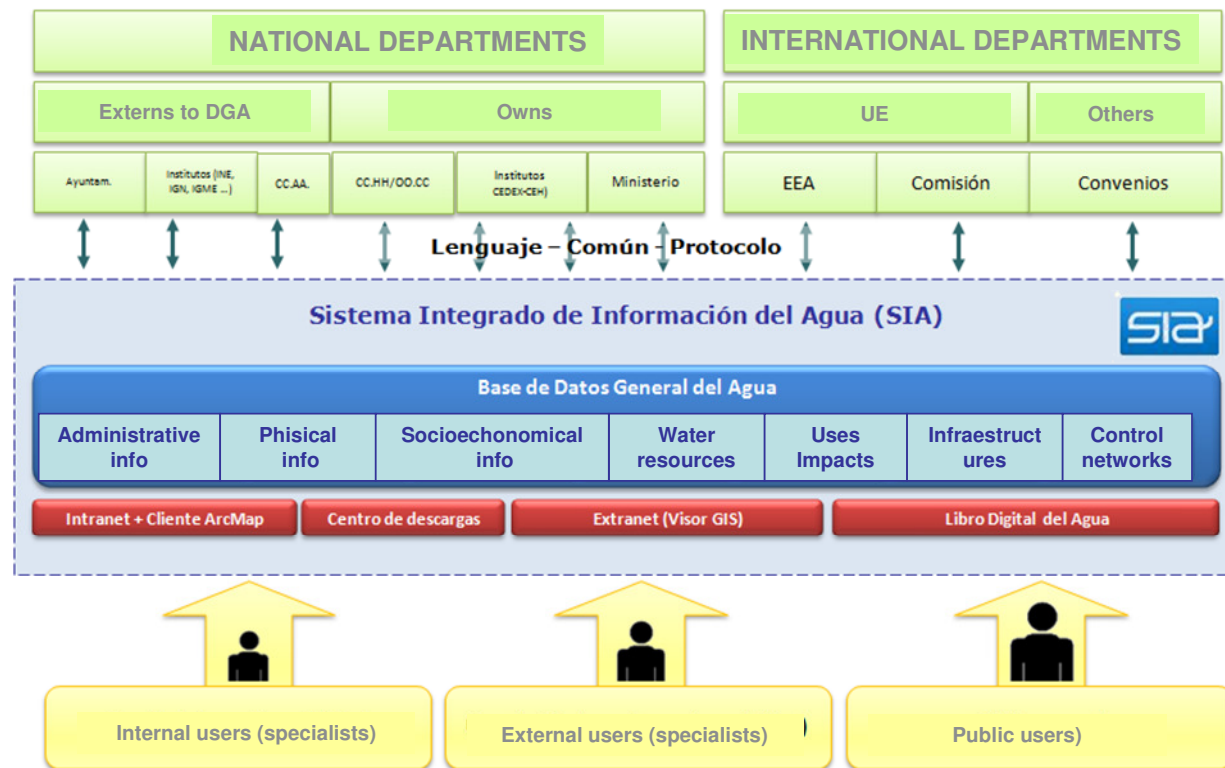 NATIONAL DEPARTMENTS
INTERNATIONAL DEPARTMENTS
Externs to DGA
Owns
UE
Others
Ayuntam.
Institutos (INE,
IGN, IGME ...)
CC.AA.
CC.HH/OO.CC
Institutos
CEDEX-CEH)
Ministerio
EEA
Comisión
Convenios
Lenguaje – Común - Protocolo
Sistema Integrado de Información del Agua (SIA)
sia
Base de Datos General del Agua
Administrative
info
Phisical
info
Socioechonomical
info
Water
resources
Uses
Impacts
Infraestruct
ures
Control
networks
Intranet + Cliente ArcMap
Centro de descargas
Extranet (Visor GIS)
Libro Digital del Agua
Internal users (specialists)
External users (specialists) )
Public users)